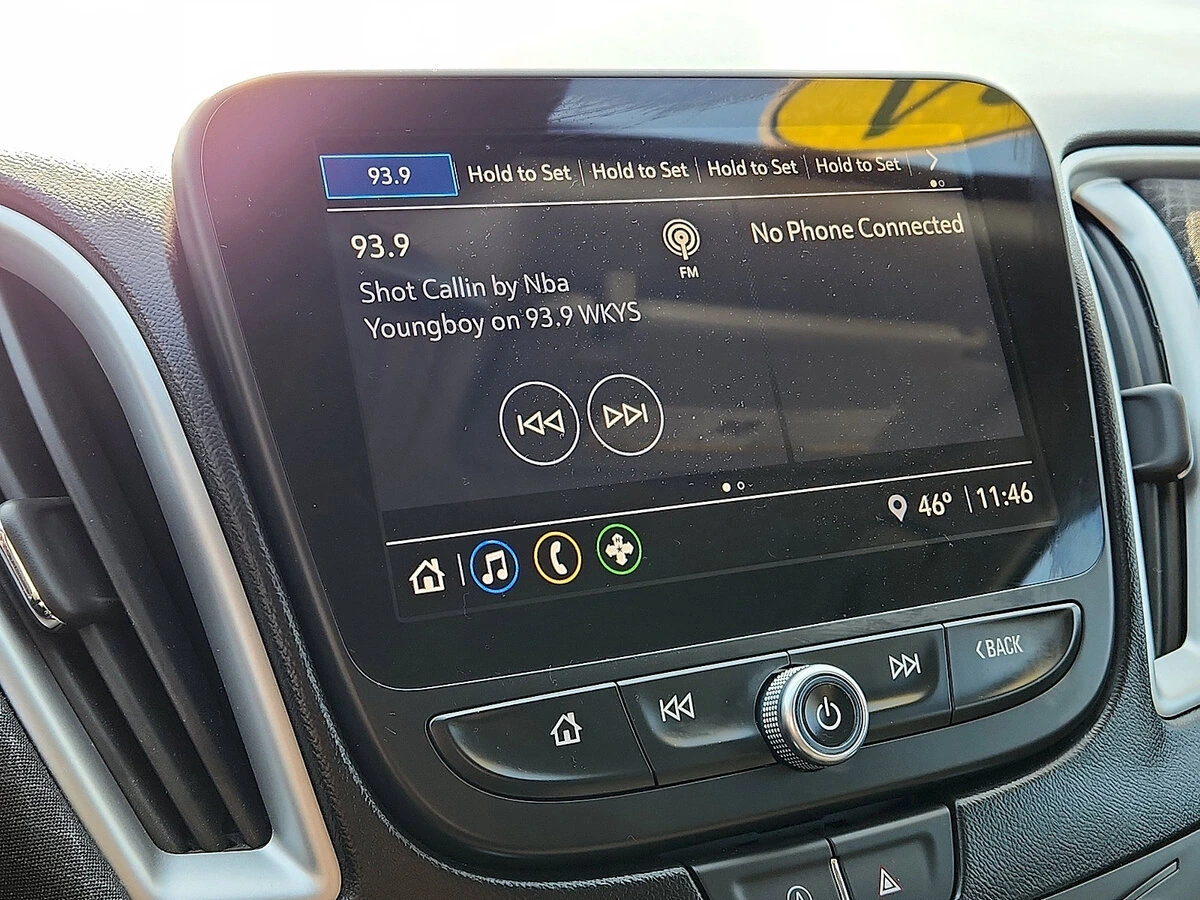 93.9 Hold to Set Hold to Set Hold to Set Hold to Set
93.9
FM
No Phone Connected
Shot Callin by Nba
Youngboy on 93.9 WKYS
46° 11:46
BACK